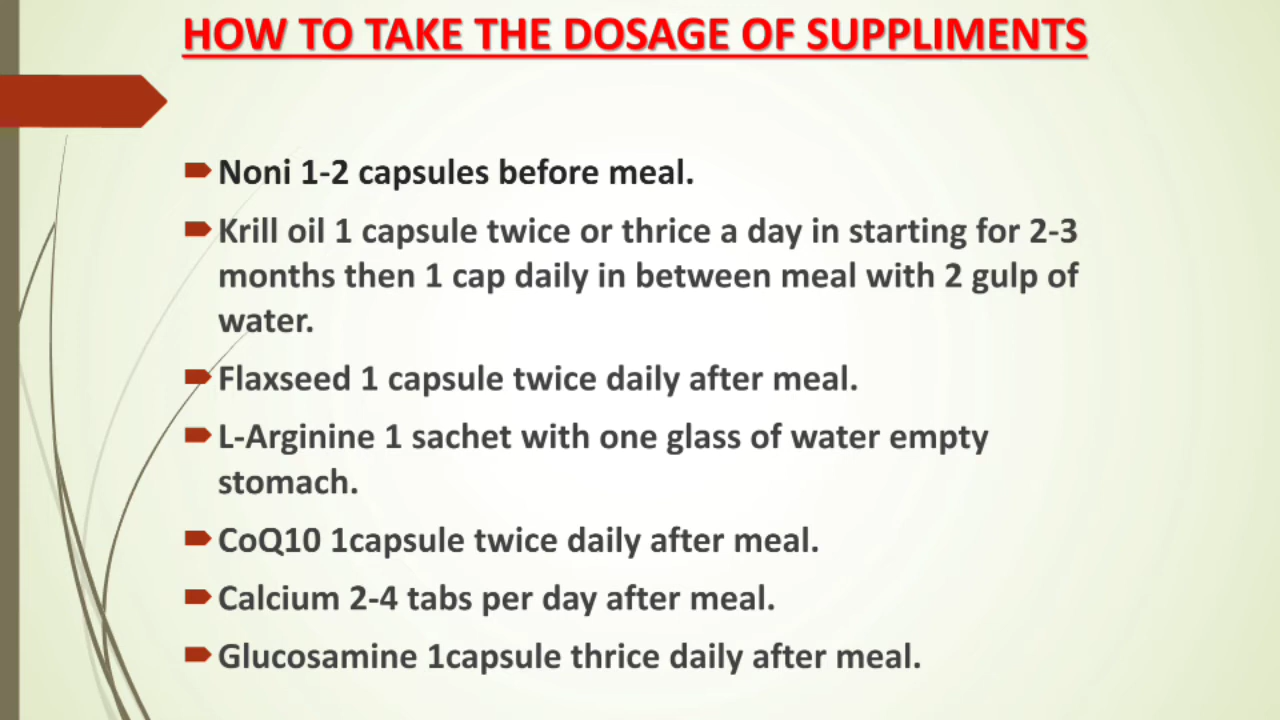 HOW TO TAKE THE DOSAGE OF SUPPLIMENTS
Noni 1-2 capsules before meal.
Krill oil 1 capsule twice or thrice a day in starting for 2-3
months then 1 cap daily in between meal with 2 gulp of
water.
Flaxseed 1 capsule twice daily after meal.
L-Arginine 1 sachet with one glass of water empty
stomach.
CoQ10 1capsule twice daily after meal.
Calcium 2-4 tabs per day after meal.
Glucosamine 1capsule thrice daily after meal.